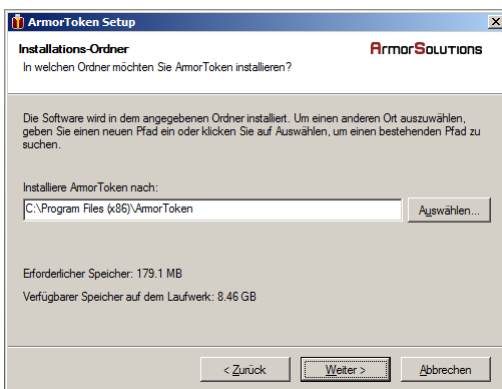 ArmorToken Setup
Installations-Ordner
In welchen Ordner möchten Sie ArmorToken installieren?
ArmorSolutions
Die Software wird in dem angegebenen Ordner installiert. Um einen anderen Ort auszuwählen,
geben Sie einen neuen Pfad ein oder klicken Sie auf Auswählen, um einen bestehenden Pfad zu
suchen.
Installiere ArmorToken nach:
C:\Program Files (x86)\ArmorToken
Auswählen...
Erforderlicher Speicher: 179.1 MB
Verfügbarer Speicher auf dem Laufwerk: 8.46 GB
< Zurück
Weiter >
Abbrechen